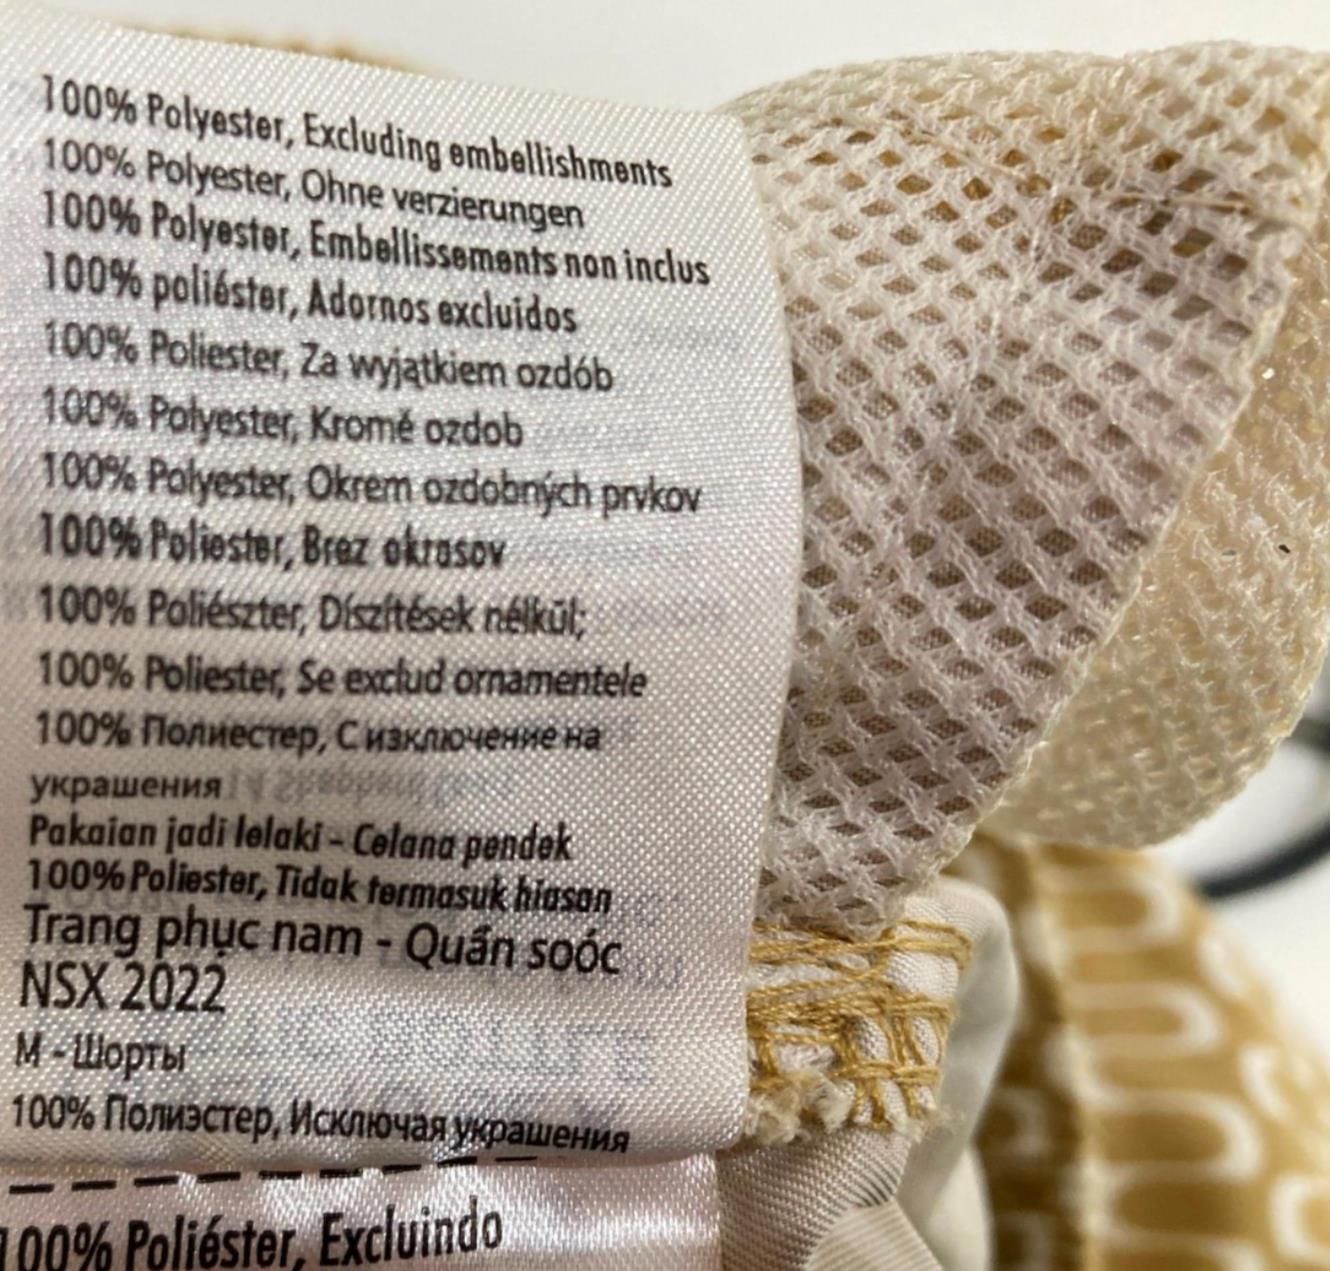 100% Polyester, Excluding embellishments
100% Polyester, Ohne verzierungen
100% Polyester, Embellissements non inclus
100% poliéster, Adornos excluidos
100% Poliester, Za wyjątkiem ozdób
100% Polyester, Kromé ozdob
100% Polyester, Okrem ozdobných prvkov
100% Poliester, Brez okrasov
100% Poliészter, Díszítések nélkül;
100% Poliester, Se exclud ornamentele
100% Полиестер, С изключение на
украшения
Pakaian jadi lelaki - Celana pendek
100% Poliester, Tidak termasuk hiasan
Trang phục nam - Quần soóc
NSX 2022
М - Шорты
100% Полиэстер, Исключая украшения
100% Poliéster, Excluindo